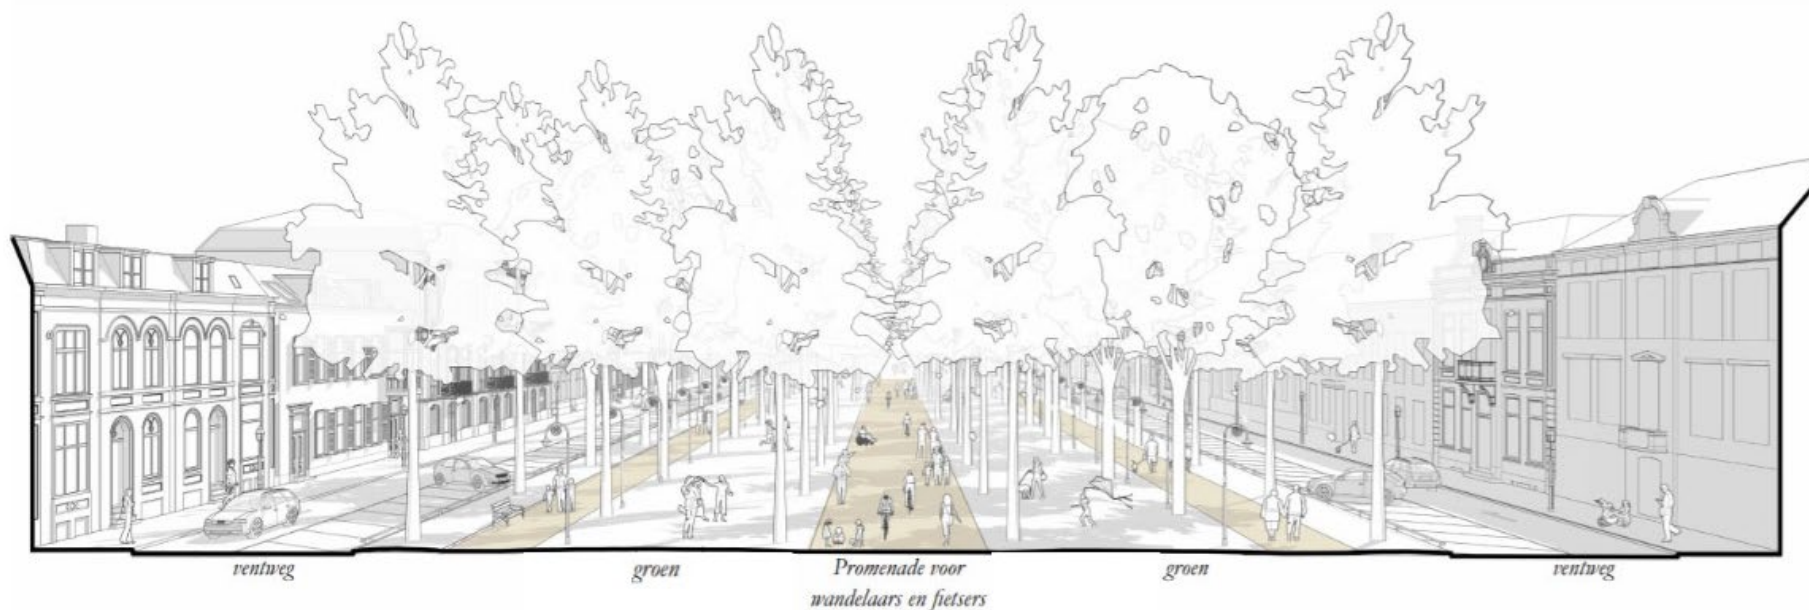 ventweg
groen
Promenade voor
wandelaars en fietsers
groen
ventweg